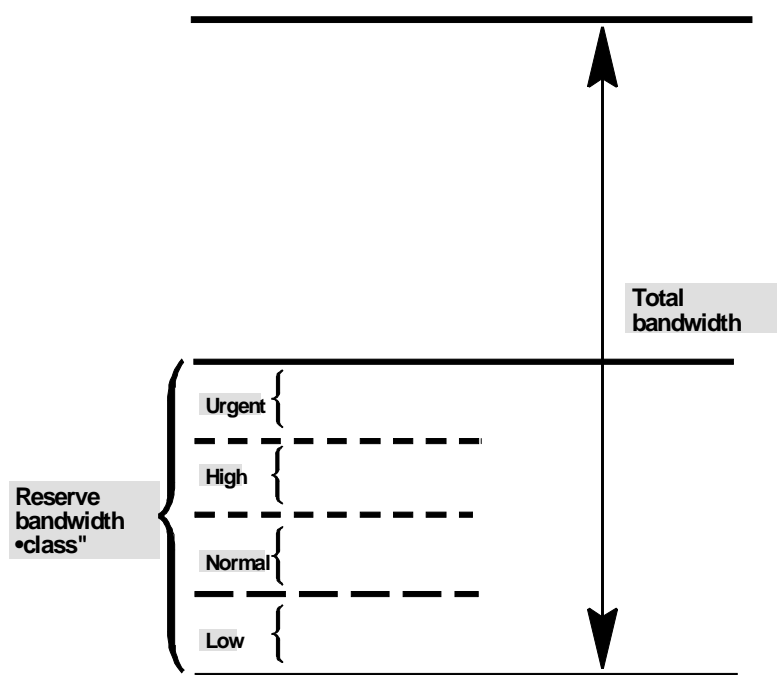 Total
bandwidth
Urgent
High
Reserve
bandwidth
•class"
Normal
Low